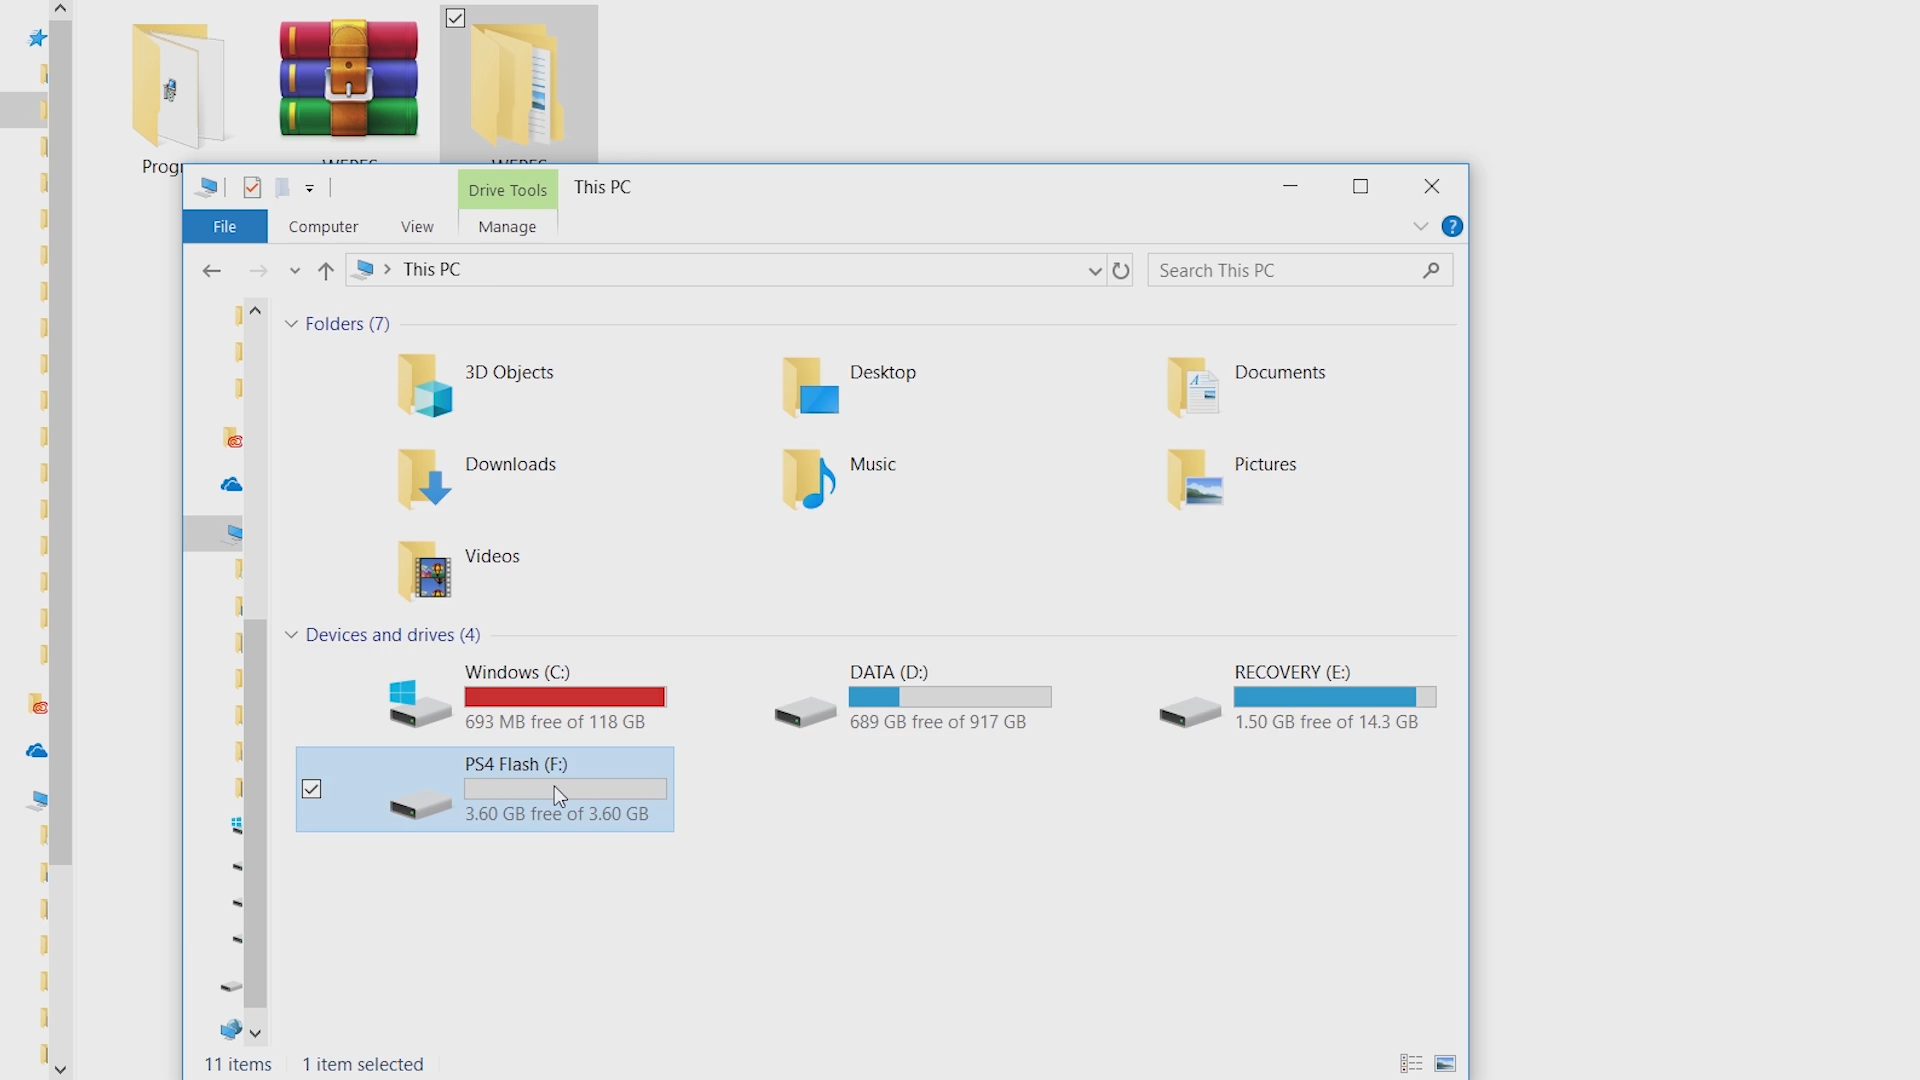 Progr
WEPES
WEPES
Drive Tools
This PC
File
Computer
View
Manage
This PC
Search This PC
Folders (7)
3D Objects
Desktop
Documents
Downloads
Music
Pictures
Videos
Devices and drives (4)
Windows (C:)
693 MB free of 118 GB
DATA (D:)
689 GB free of 917 GB
RECOVERY (E:)
1.50 GB free of 14.3 GB
PS4 Flash (F:)
3.60 GB free of 3.60 GB
11 items
1 item selected